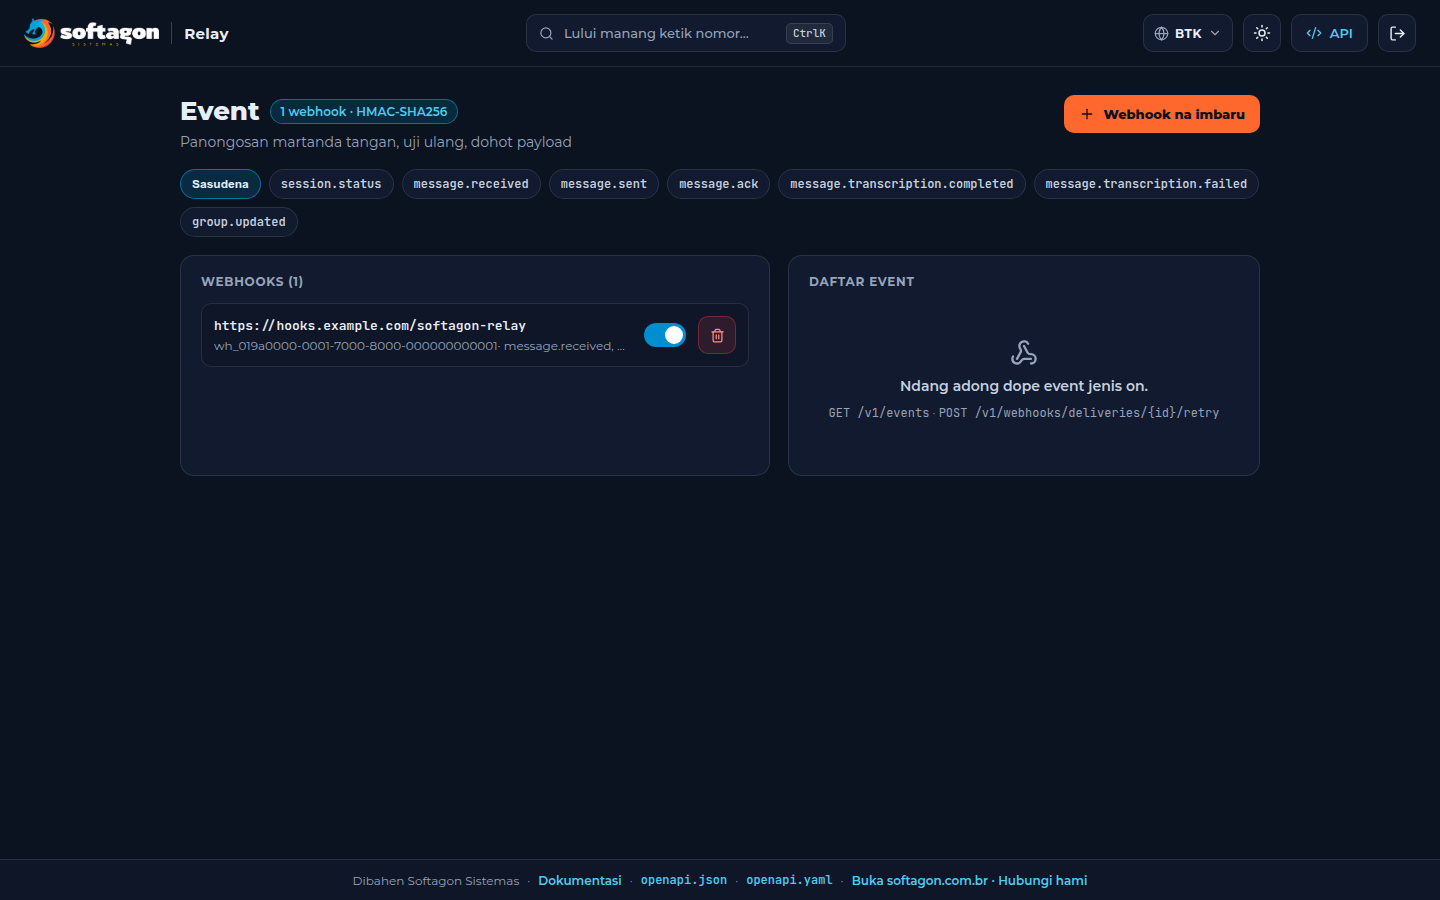 softagon
SISTEMAS
Relay
Lului manang ketik nomor...
CtrlK
BTK
API
Event
1 webhook · HMAC-SHA256
Webhook na imbaru
Panongosan martanda tangan, uji ulang, dohot payload
Sasudena
session.status
message.received
message.sent
message.ack
message.transcription.completed
message.transcription.failed
group.updated
WEBHOOKS (1)
https://hooks.example.com/softagon-relay
wh_019a0000-0001-7000-8000-000000000001· message.received, ...
DAFTAR EVENT
Ndang adong dope event jenis on.
GET /v1/events · POST /v1/webhooks/deliveries/{id}/retry
Dibahen Softagon Sistemas · Dokumentasi · openapi.json · openapi.yaml · Buka softagon.com.br · Hubungi hami